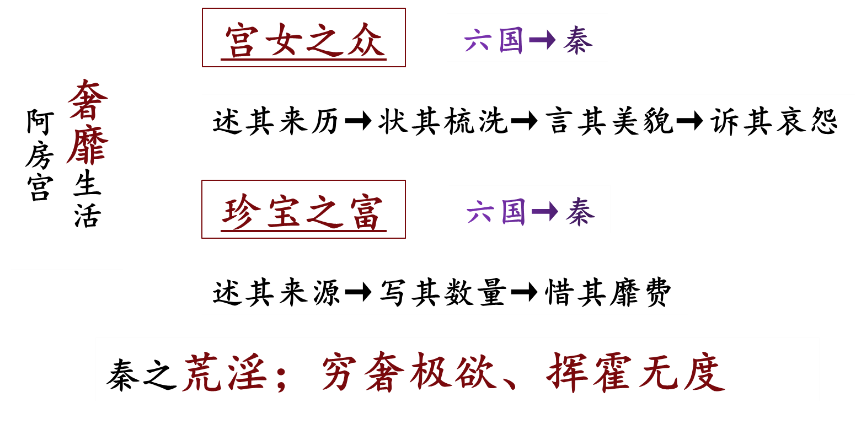 阿房宫
奢靡生活
宫女之众 六国→秦
述其来历→状其梳洗→言其美貌→诉其哀怨
珍宝之富 六国→秦
述其来源→写其数量→惜其靡费
秦之荒淫；穷奢极欲、挥霍无度